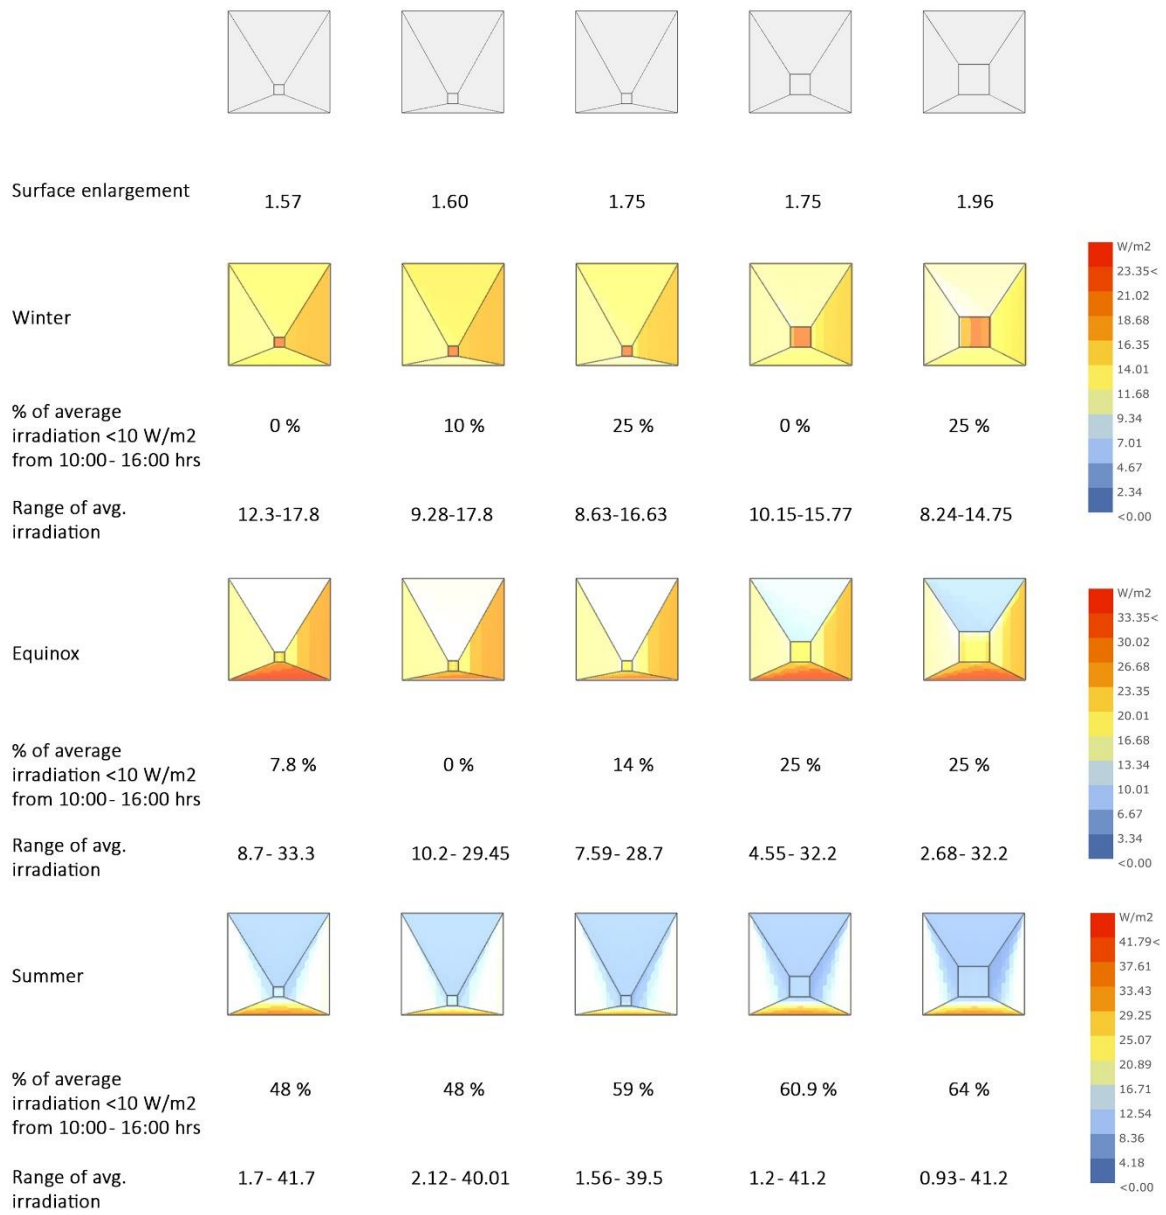 Surface enlargement
1.57 1.60 1.75 1.75 1.96
Winter
W/m2
23.35<
21.02
18.68
16.35
14.01
11.68
9.34
7.01
4.67
2.34
<0.00
% of average
irradiation <10 W/m2
from 10:00- 16:00 hrs
0 % 10 % 25 % 0 % 25 %
Range of avg.
irradiation
12.3-17.8 9.28-17.8 8.63-16.63 10.15-15.77 8.24-14.75
Equinox
W/m2
33.35<
30.02
26.68
23.35
20.01
16.68
13.34
10.01
6.67
3.34
<0.00
% of average
irradiation <10 W/m2
from 10:00- 16:00 hrs
7.8 % 0 % 14 % 25 % 25 %
Range of avg.
irradiation
8.7- 33.3 10.2- 29.45 7.59- 28.7 4.55- 32.2 2.68- 32.2
Summer
W/m2
41.79<
37.61
33.43
29.25
25.07
20.89
16.71
12.54
8.36
4.18
<0.00
% of average
irradiation <10 W/m2
from 10:00- 16:00 hrs
48 % 48 % 59 % 60.9 % 64 %
Range of avg.
irradiation
1.7- 41.7 2.12- 40.01 1.56- 39.5 1.2- 41.2 0.93- 41.2